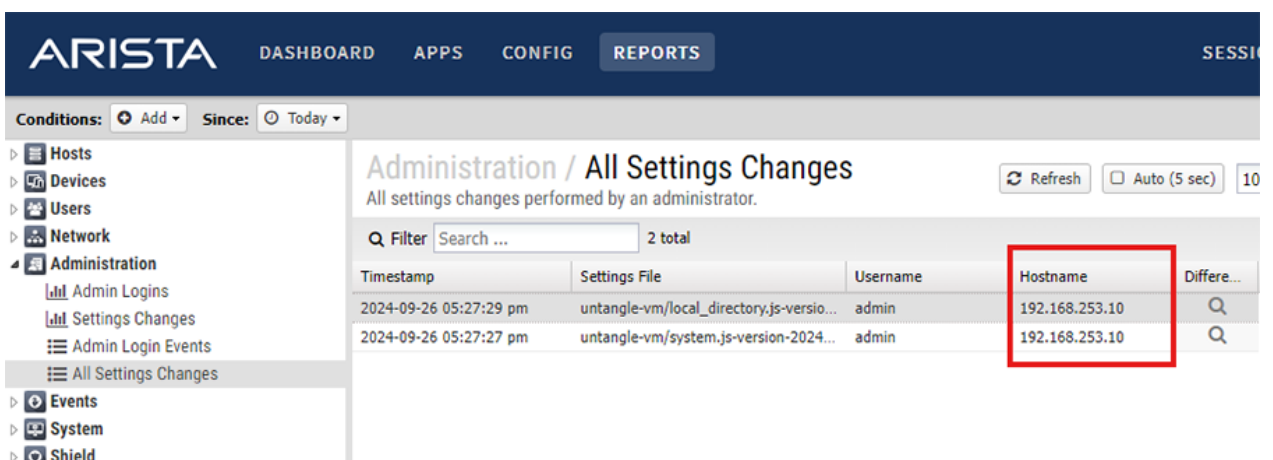 ARISTA DASHBOARD APPS CONFIG REPORTS SESSI
Conditions: Add Since: Today
Hosts
Devices
Users
Network
Administration
Admin Logins
Settings Changes
Admin Login Events
All Settings Changes
Events
System
Shield
Administration / All Settings Changes
All settings changes performed by an administrator.
Refresh Auto (5 sec) 10
Filter Search ... 2 total
Timestamp Settings File Username Hostname Differe...
2024-09-26 05:27:29 pm untangle-vm/local_directory.js-versio... admin 192.168.253.10
2024-09-26 05:27:27 pm untangle-vm/system.js-version-2024... admin 192.168.253.10